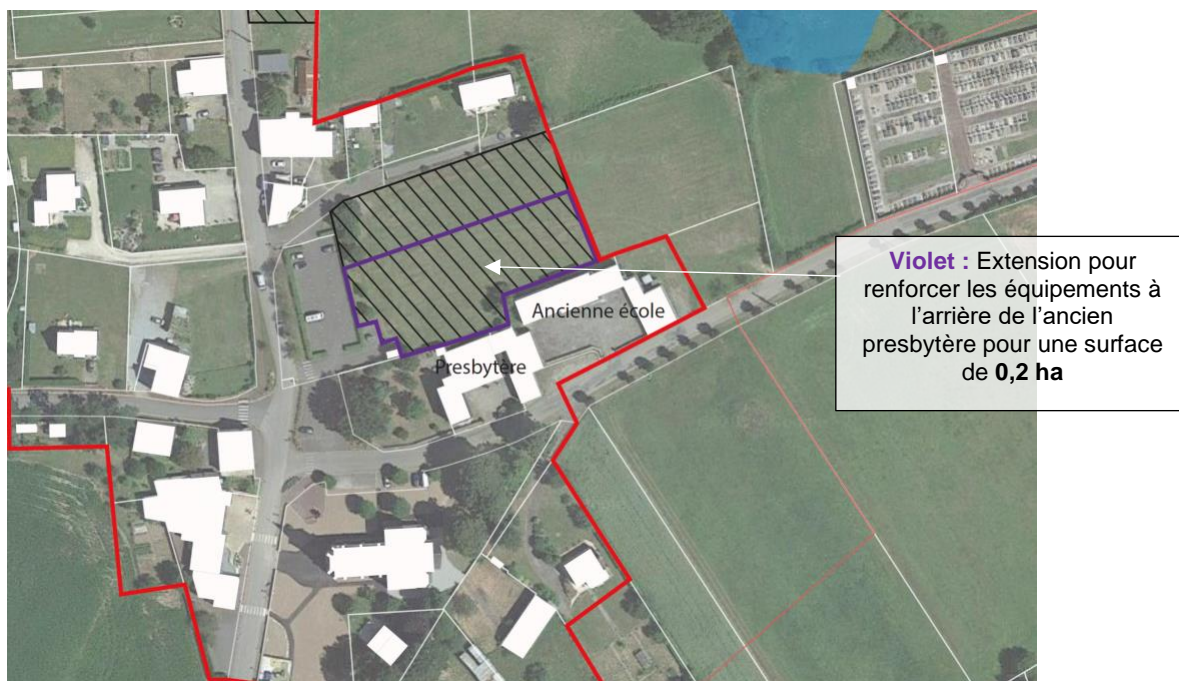 Ancienne école
Presbytère
Violet : Extension pour
renforcer les équipements à
l'arrière de l'ancien
presbytère pour une surface
de 0,2 ha